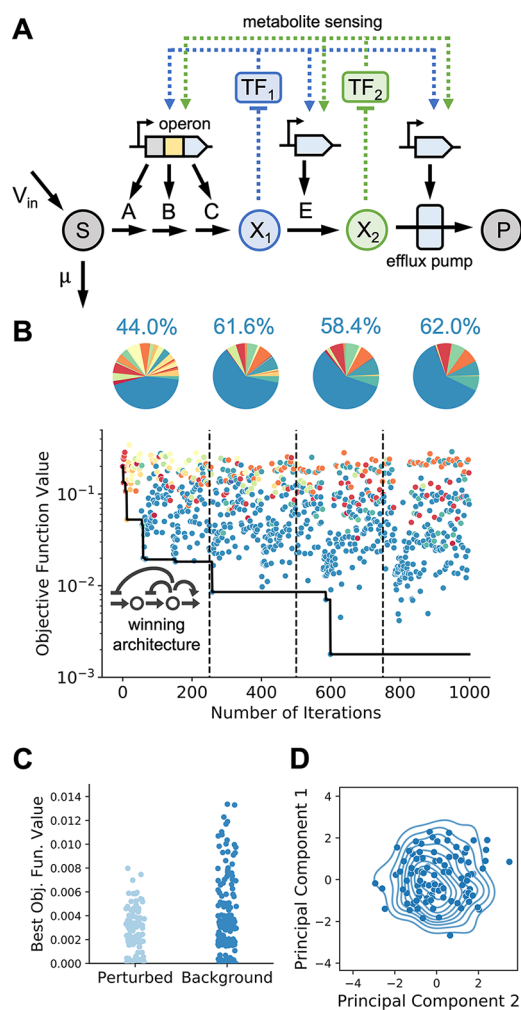 A
metabolite sensing
TF1
TF2
operon
Vin
A
B
C
E
S
X1
X2
P
efflux pump
μ
B
44.0%
61.6%
58.4%
62.0%
Objective Function Value
10−1
10−2
10−3
winning
architecture
0
200
400
600
800
1000
Number of Iterations
C
Best Obj. Fun. Value
0.014
0.012
0.010
0.008
0.006
0.004
0.002
0.000
Perturbed
Background
D
Principal Component 1
4
2
0
−2
−4
−4
−2
0
2
Principal Component 2